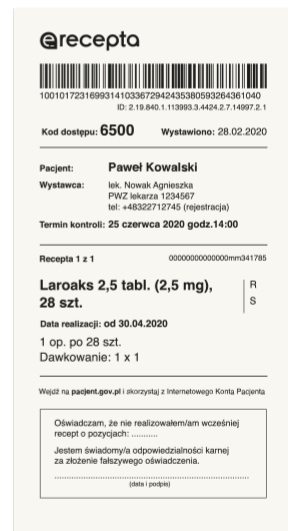 erecepta
100101723169931410336729424353805932643610​40
ID: 2.19.840.1.113993.3.4424.2.7.14997.2.1
Kod dostępu: 6500
Wystawiono: 28.02.2020
Pacjent: Paweł Kowalski
Wystawca: lek. Nowak Agnieszka
PWZ lekarza 1234567
tel: +48322712745 (rejestracja)
Termin kontroli: 25 czerwca 2020 godz.14:00
Recepta 1 z 1
00000000000000mm341785
Laroaks 2,5 tabl. (2,5 mg),
28 szt.
R
S
Data realizacji: od 30.04.2020
1 op. po 28 szt.
Dawkowanie: 1 x 1
Wejdź na pacjent.gov.pl i skorzystaj z Internetowego Konta Pacjenta
Oświadczam, że nie realizowałem/am wcześniej
recept o pozycjach: ...........
Jestem świadomy/a odpowiedzialności karnej
za złożenie fałszywego oświadczenia.
(data i podpis)